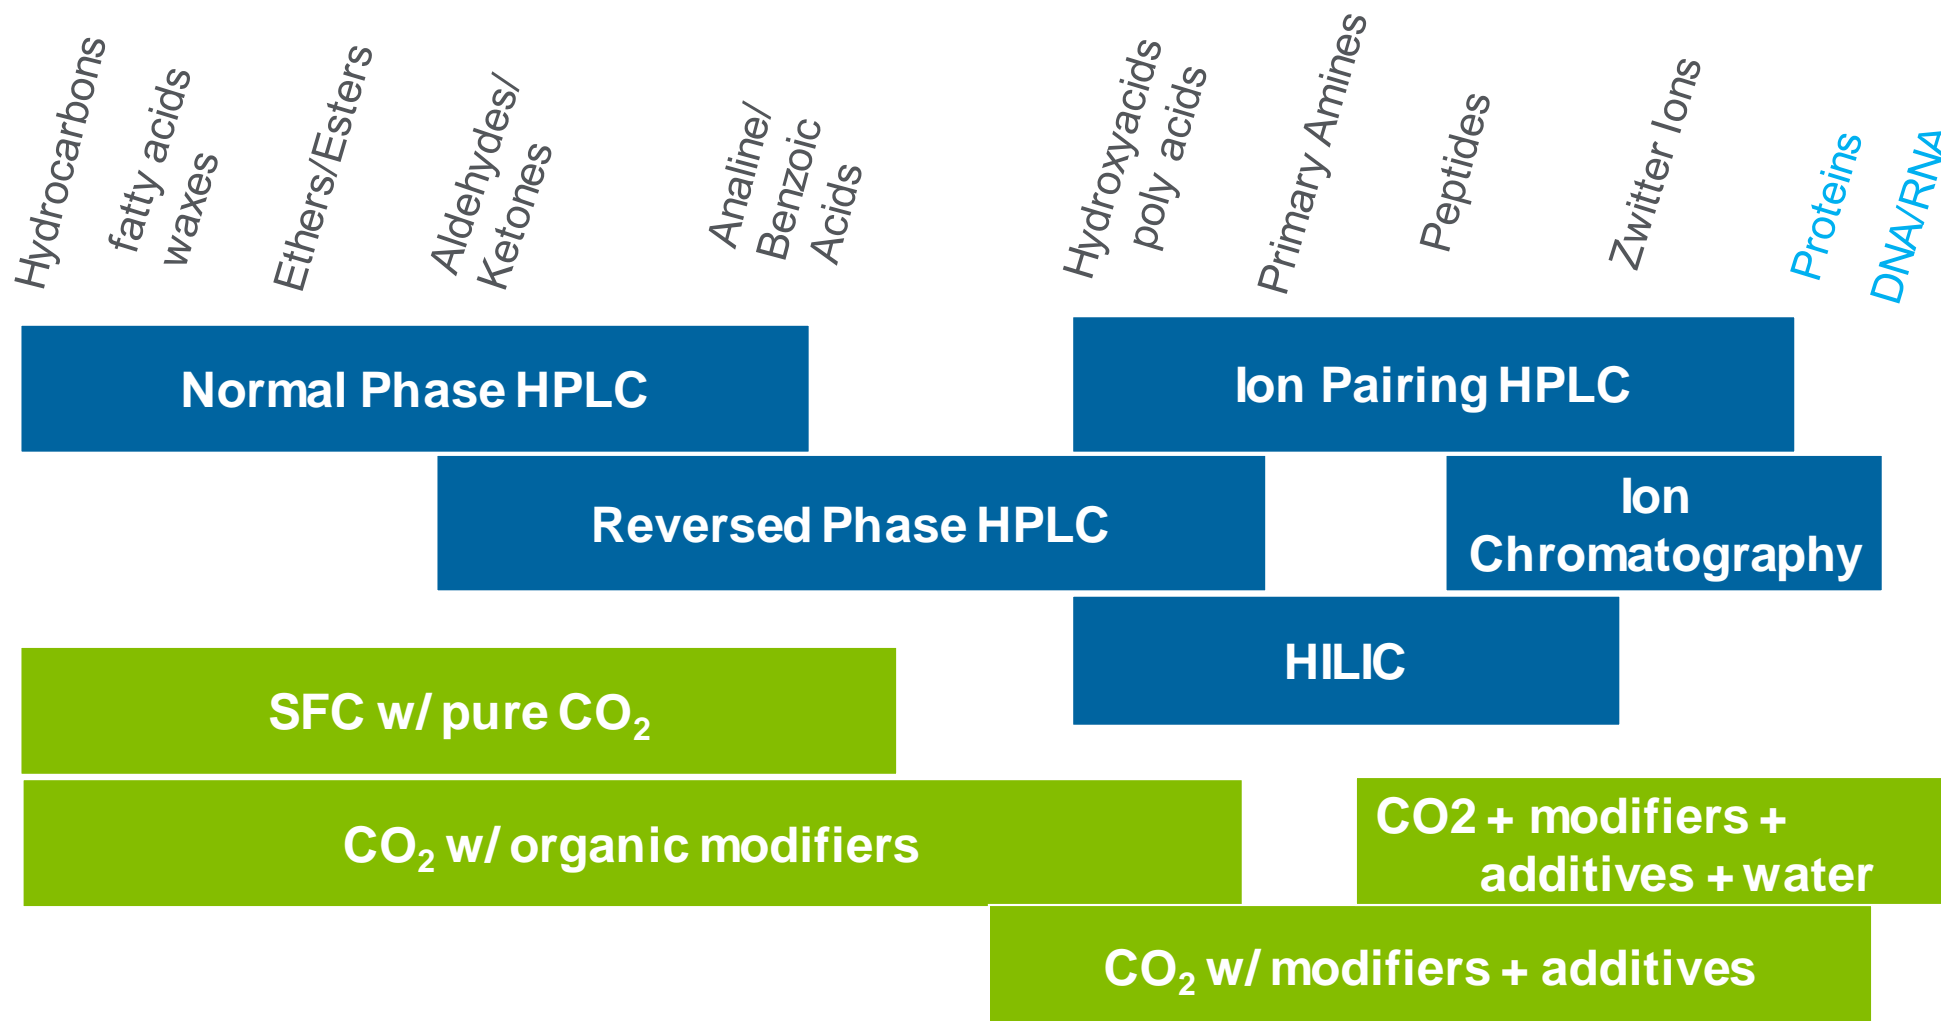 Hydrocarbons
fatty acids
waxes
Ethers/Esters
Aldehydes/
Ketones
Analine/
Benzoic
Acids
Hydroxyacids
poly acids
Primary Amines
Peptides
Zwitter Ions
Proteins
DNA/RNA
Normal Phase HPLC
Ion Pairing HPLC
Reversed Phase HPLC
Ion
Chromatography
HILIC
SFC w/ pure CO₂
CO₂ w/ organic modifiers
CO2 + modifiers +
additives + water
CO₂ w/ modifiers + additives